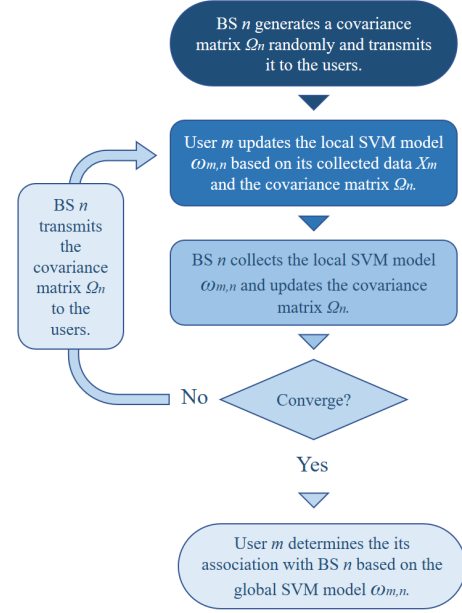 BS n generates a covariance
matrix Ωn randomly and transmits
it to the users.
User m updates the local SVM model
ωm,n based on its collected data Xm
and the covariance matrix Ωn.
BS n
transmits
the
covariance
matrix Ωn
to the
users.
BS n collects the local SVM model
ωm,n and updates the covariance
matrix Ωn.
No
Converge?
Yes
User m determines the its
association with BS n based on the
global SVM model ωm,n.